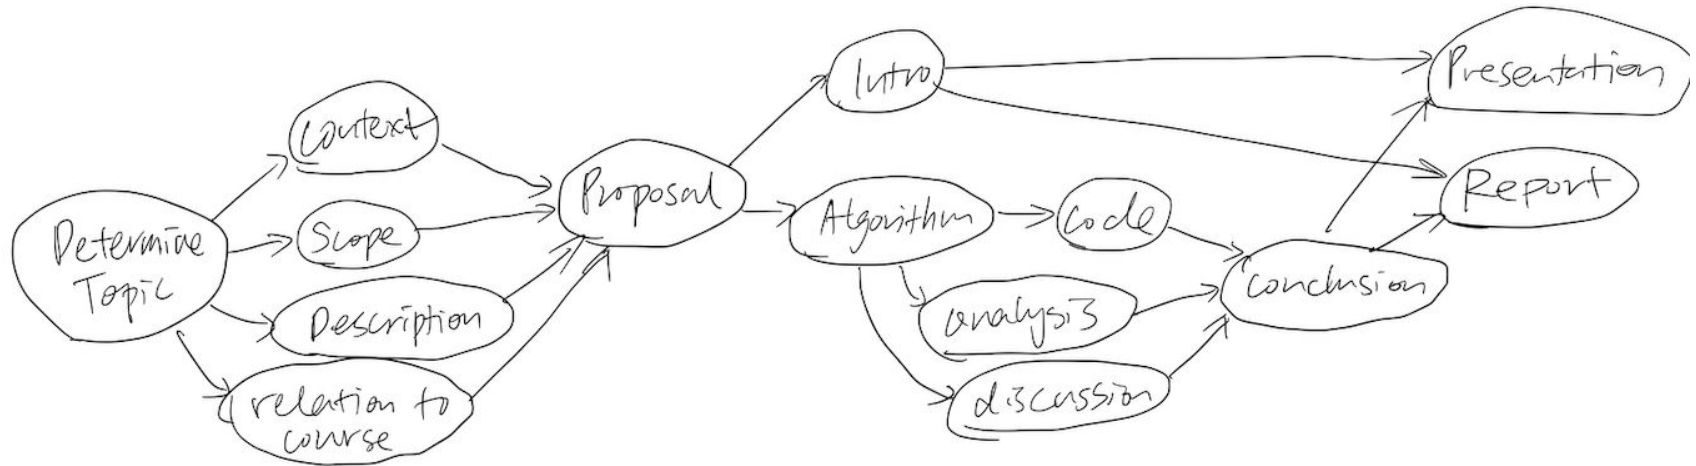 Determine
Topic
Context
Scope
Description
relation to
course
Proposal
Intro
Algorithm
code
analysis
discussion
conclusion
Presentation
Report